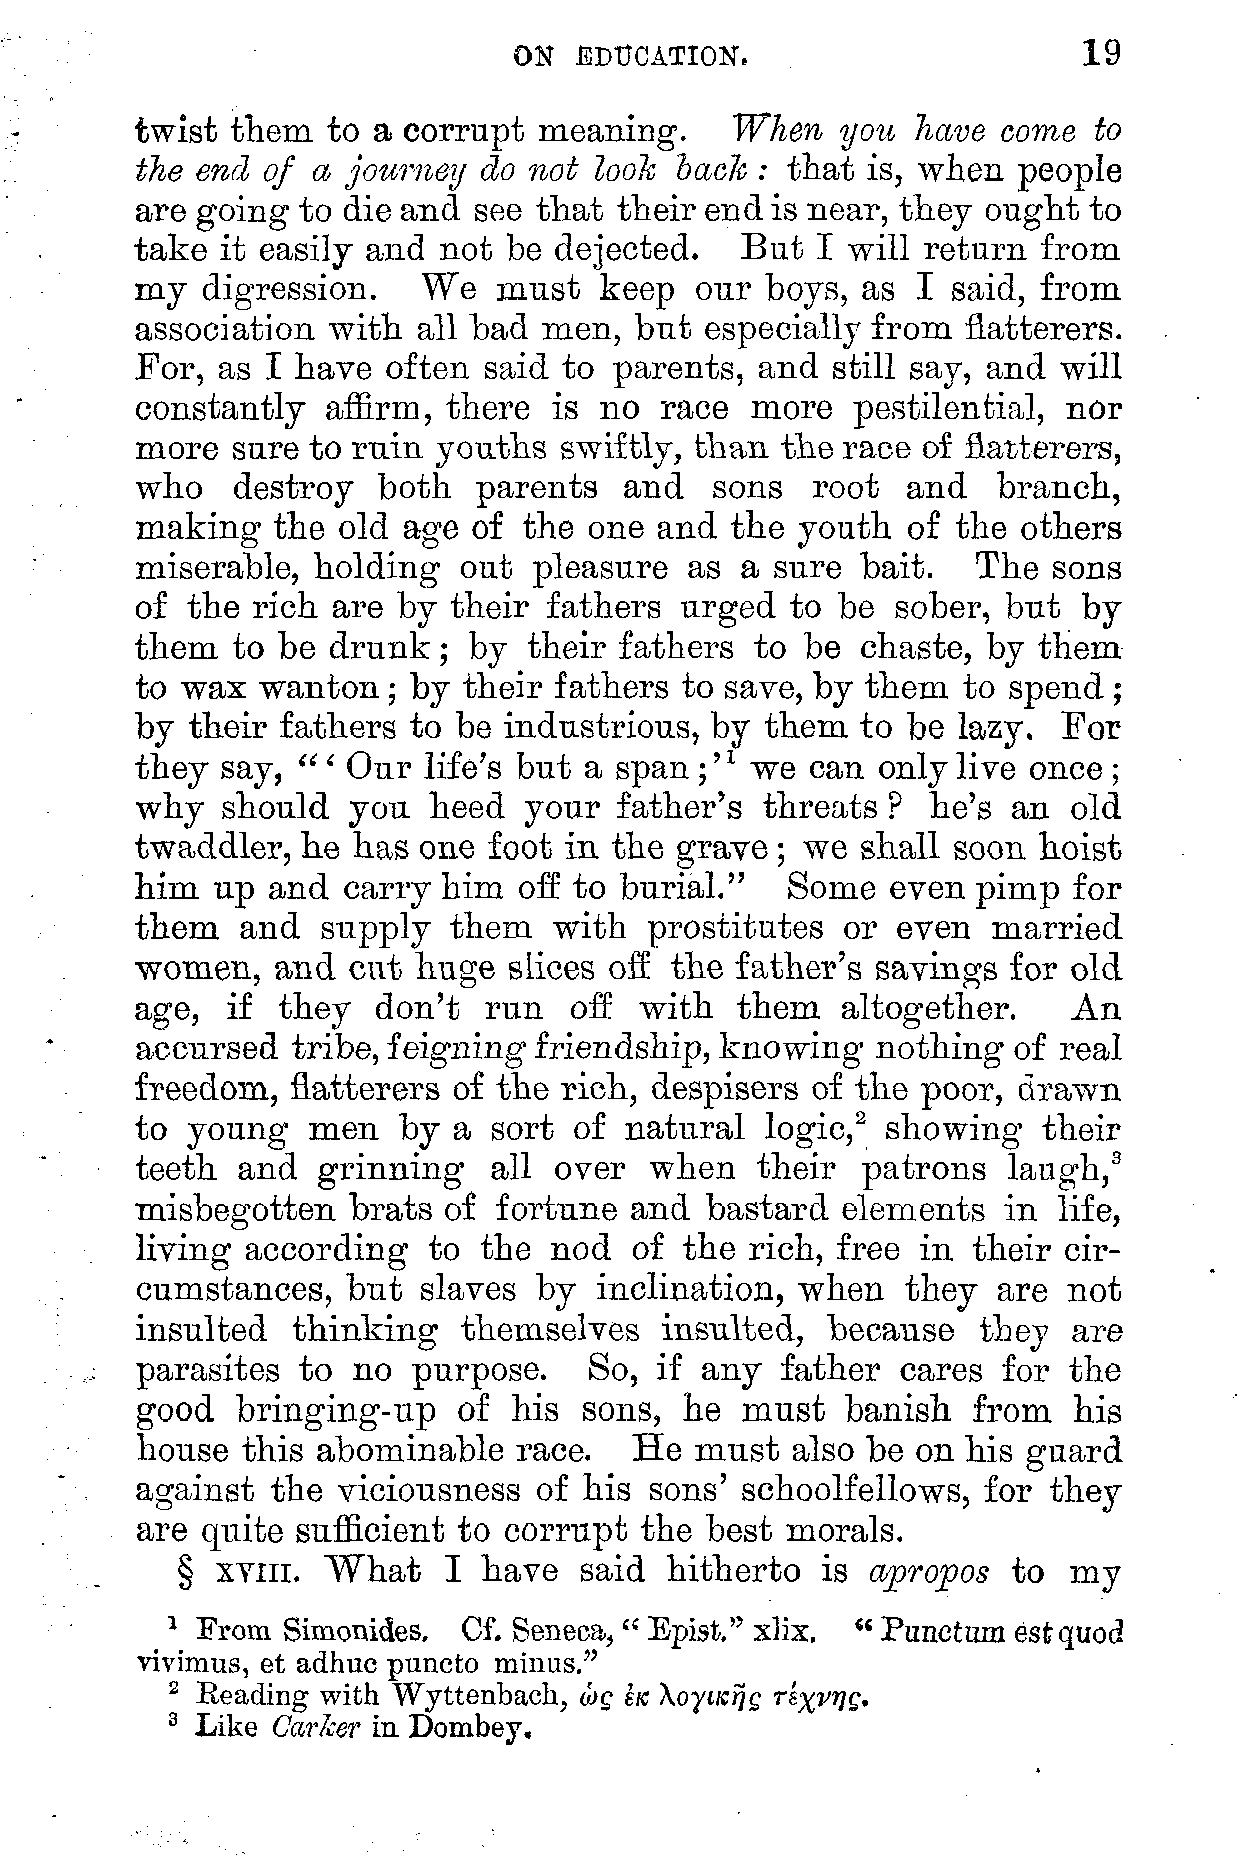 ON EDUCATION. 19
twist them to a corrupt meaning. When you have come to
the end of a journey do not look back : that is, when people
are going to die and see that their end is near, they ought to
take it easily and not be dejected. But I will return from
my digression. We must keep our boys, as I said, from
association with all bad men, but especially from flatterers.
For, as I have often said to parents, and still say, and will
constantly affirm, there is no race more pestilential, nor
more sure to ruin youths swiftly, than the race of flatterers,
who destroy both parents and sons root and branch,
making the old age of the one and the youth of the others
miserable, holding out pleasure as a sure bait. The sons
of the rich are by their fathers urged to be sober, but by
them to be drunk ; by their fathers to be chaste, by them
to wax wanton ; by their fathers to save, by them to spend ;
by their fathers to be industrious, by them to be lazy. For
they say, “ ‘ Our life’s but a span ;’¹ we can only live once ;
why should you heed your father’s threats ? he’s an old
twaddler, he has one foot in the grave ; we shall soon hoist
him up and carry him off to burial.” Some even pimp for
them and supply them with prostitutes or even married
women, and cut huge slices off the father’s savings for old
age, if they don’t run off with them altogether. An
accursed tribe, feigning friendship, knowing nothing of real
freedom, flatterers of the rich, despisers of the poor, drawn
to young men by a sort of natural logic,² showing their
teeth and grinning all over when their patrons laugh,³
misbegotten brats of fortune and bastard elements in life,
living according to the nod of the rich, free in their cir-
cumstances, but slaves by inclination, when they are not
insulted thinking themselves insulted, because they are
parasites to no purpose. So, if any father cares for the
good bringing-up of his sons, he must banish from his
house this abominable race. He must also be on his guard
against the viciousness of his sons’ schoolfellows, for they
are quite sufficient to corrupt the best morals.
§ XVIII. What I have said hitherto is apropos to my
¹ From Simonides. Cf. Seneca, “ Epist.” xlix. “ Punctum est quod
vivimus, et adhuc puncto minus.”
² Reading with Wyttenbach, ὡς ἐκ λογικῆς τέχνης.
³ Like Carker in Dombey.